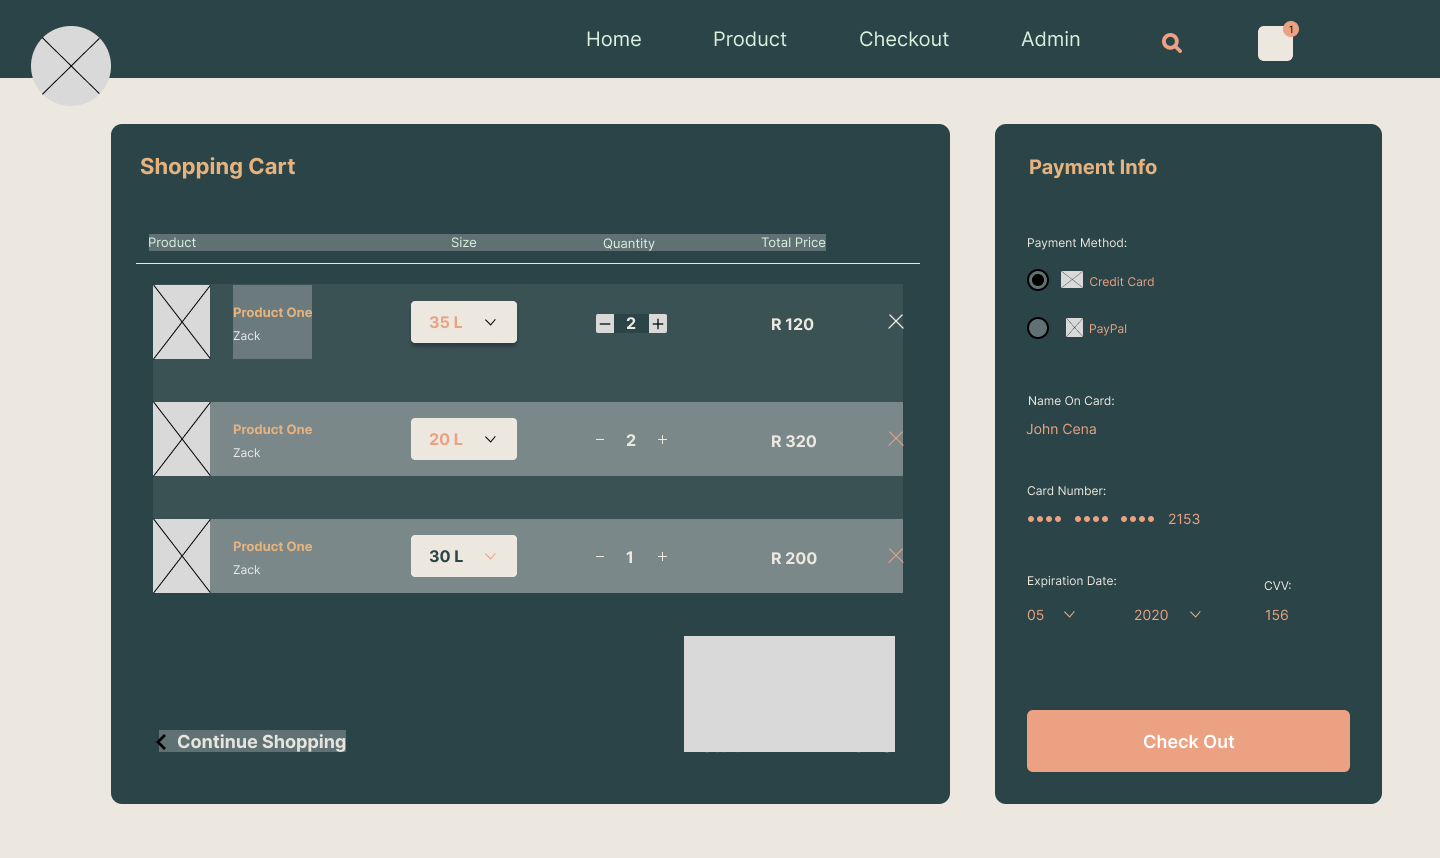 Home Product Checkout Admin 1
Shopping Cart
Product Size Quantity Total Price
Product One
Zack
35 L 2 R 120
Product One
Zack
20 L 2 R 320
Product One
Zack
30 L 1 R 200
Continue Shopping
Payment Info
Payment Method:
Credit Card
PayPal
Name On Card:
John Cena
Card Number:
•••• •••• •••• 2153
Expiration Date: CVV:
05 2020 156
Check Out